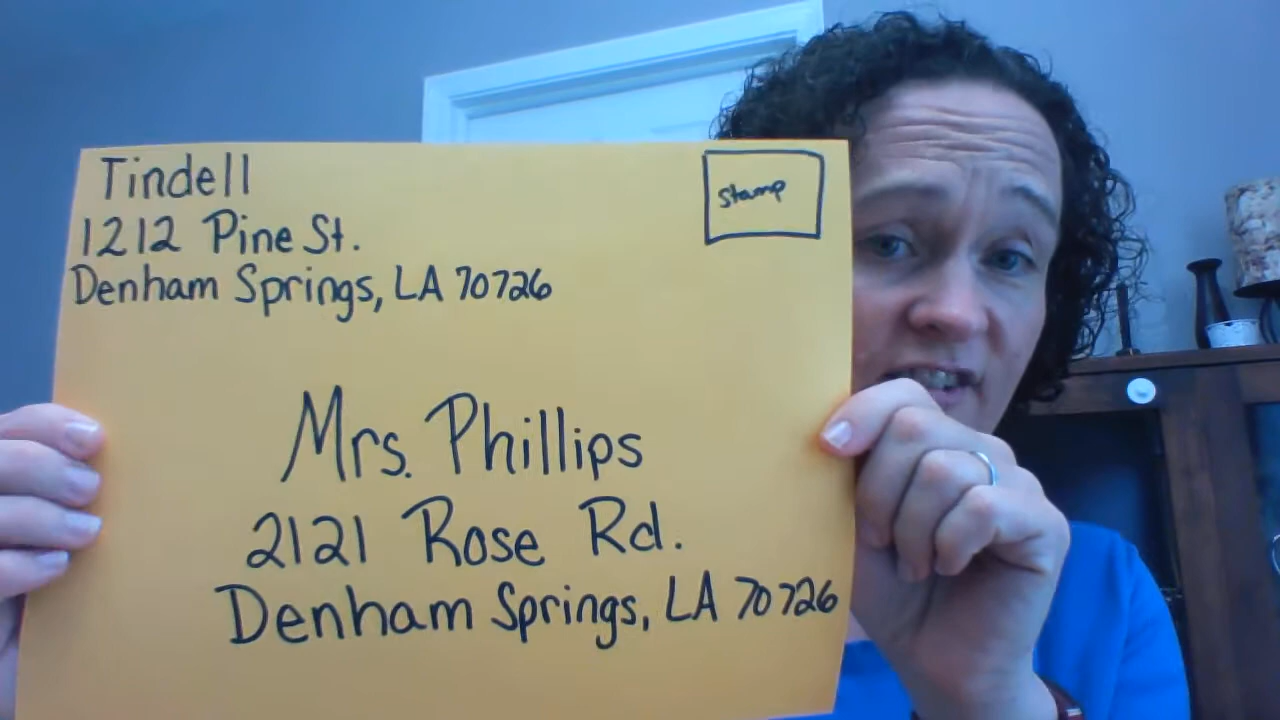 Tindell
1212 Pine St.
Denham Springs, LA 70726
stamp
Mrs. Phillips
2121 Rose Rd.
Denham Springs, LA 70726